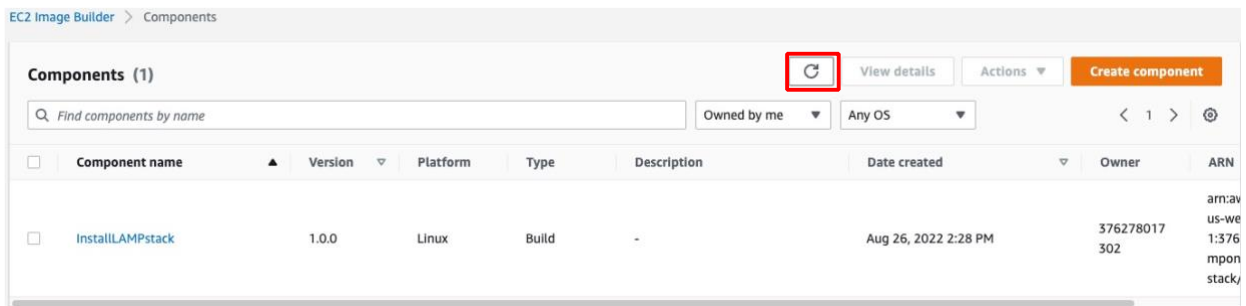 EC2 Image Builder > Components
Components (1)
View details
Actions
Create component
Find components by name
Owned by me
Any OS
< 1 >
Component name
Version
Platform
Type
Description
Date created
Owner
ARN
InstallLAMPstack
1.0.0
Linux
Build
-
Aug 26, 2022 2:28 PM
376278017
302
arn:aw
us-we
1:376
mpon
stack/